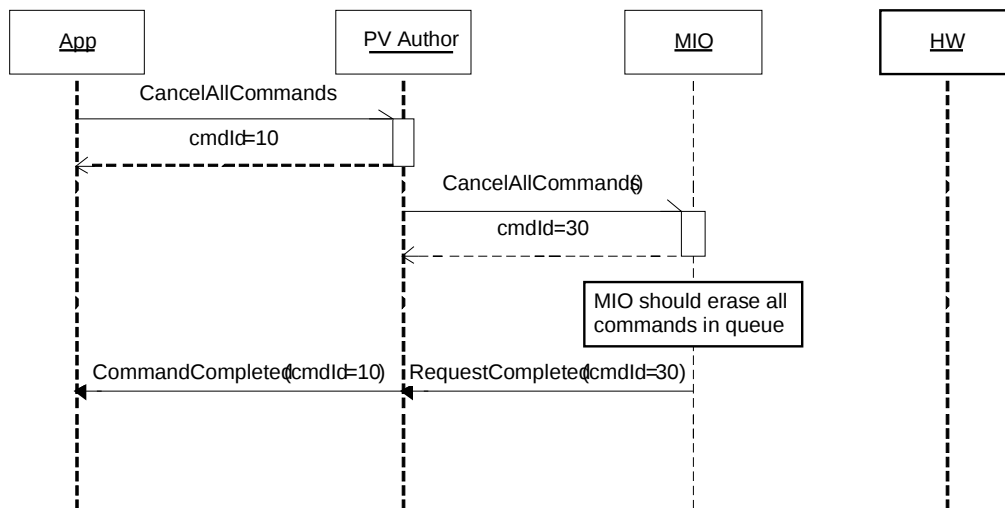 App
PV Author
MIO
HW
CancelAllCommands
cmdId=10
CancelAllCommands()
cmdId=30
MIO should erase all
commands in queue
CommandCompleted(cmdId=10)
RequestCompleted(cmdId=30)